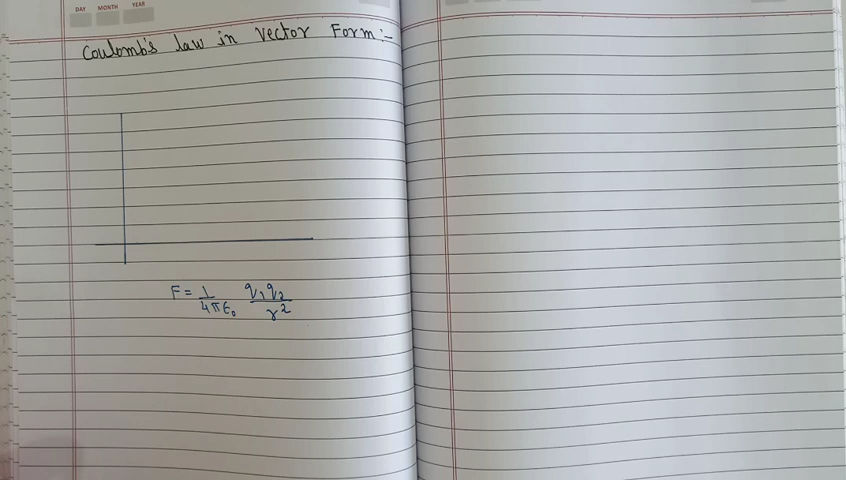 DAY MONTH YEAR
Coulomb's law in Vector Form:-
F = 1/4πε₀ q₁q₂/r²